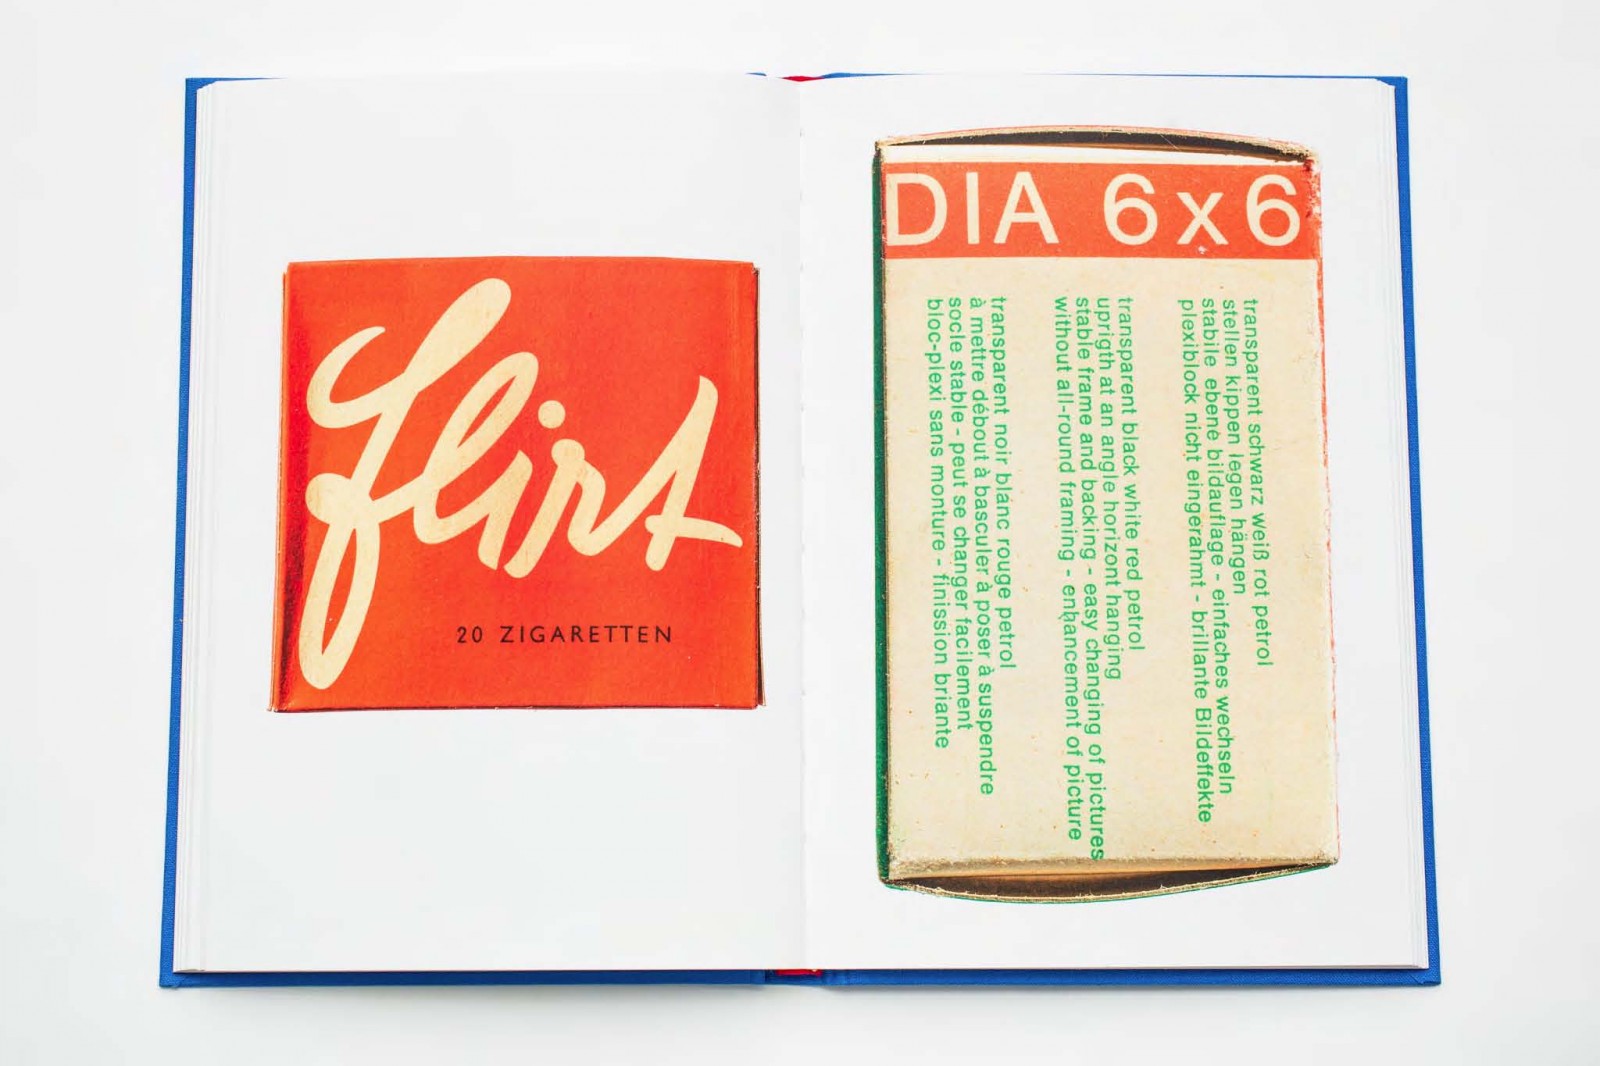 flirt
20 ZIGARETTEN
DIA 6x6
transparent schwarz weiß rot petrol
stellen kippen legen hängen
stabile ebene bildauflage - einfaches wechseln
plexiblock nicht eingerahmt - brillante Bildeffekte
transparent black white red petrol
uprigth at an angle horizont hanging
stable frame and backing - easy changing of pictures
without all-round framing - enhancement of picture
transparent noir blanc rouge petrol
à mettre débout à basculer à poser à suspendre
socle stable - peut se changer facilement
bloc-plexi sans monture - finission briante